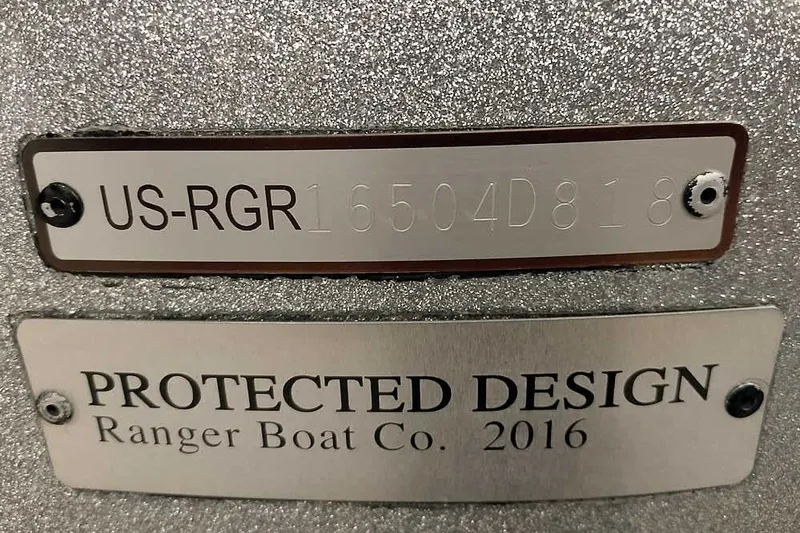 US-RGR16504D818
PROTECTED DESIGN
Ranger Boat Co. 2016